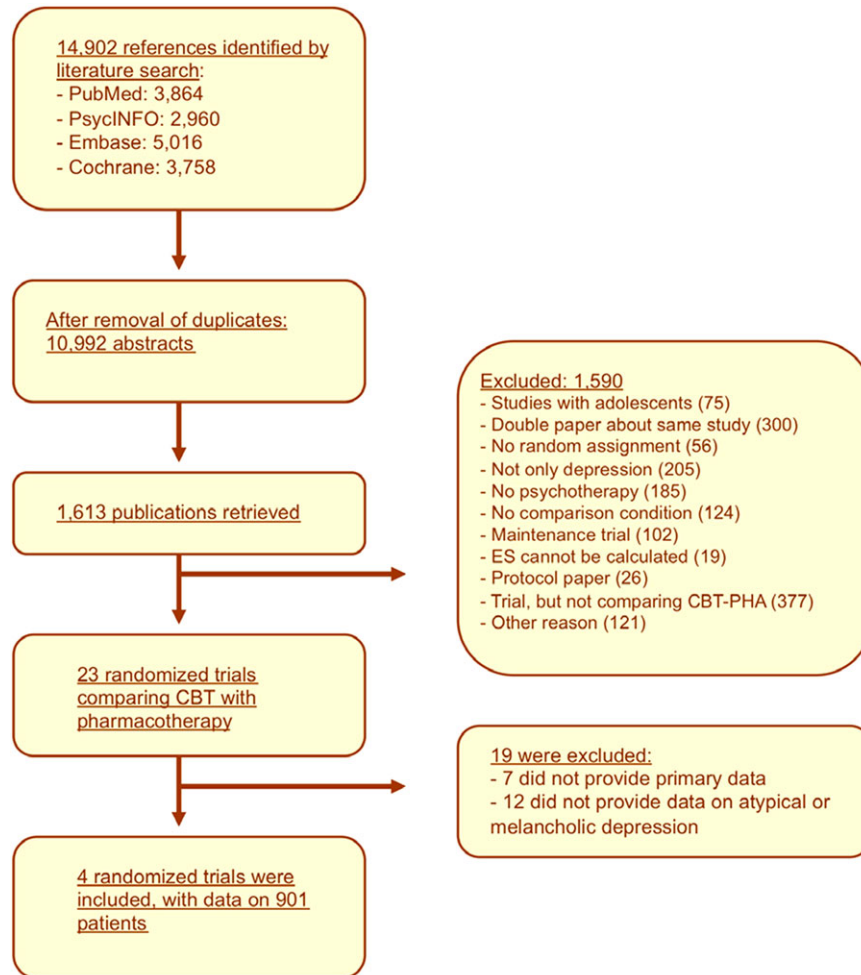 14,902 references identified by
literature search:
- PubMed: 3,864
- PsycINFO: 2,960
- Embase: 5,016
- Cochrane: 3,758
After removal of duplicates:
10,992 abstracts
1,613 publications retrieved
Excluded: 1,590
- Studies with adolescents (75)
- Double paper about same study (300)
- No random assignment (56)
- Not only depression (205)
- No psychotherapy (185)
- No comparison condition (124)
- Maintenance trial (102)
- ES cannot be calculated (19)
- Protocol paper (26)
- Trial, but not comparing CBT-PHA (377)
- Other reason (121)
23 randomized trials
comparing CBT with
pharmacotherapy
19 were excluded:
- 7 did not provide primary data
- 12 did not provide data on atypical or
melancholic depression
4 randomized trials were
included, with data on 901
patients